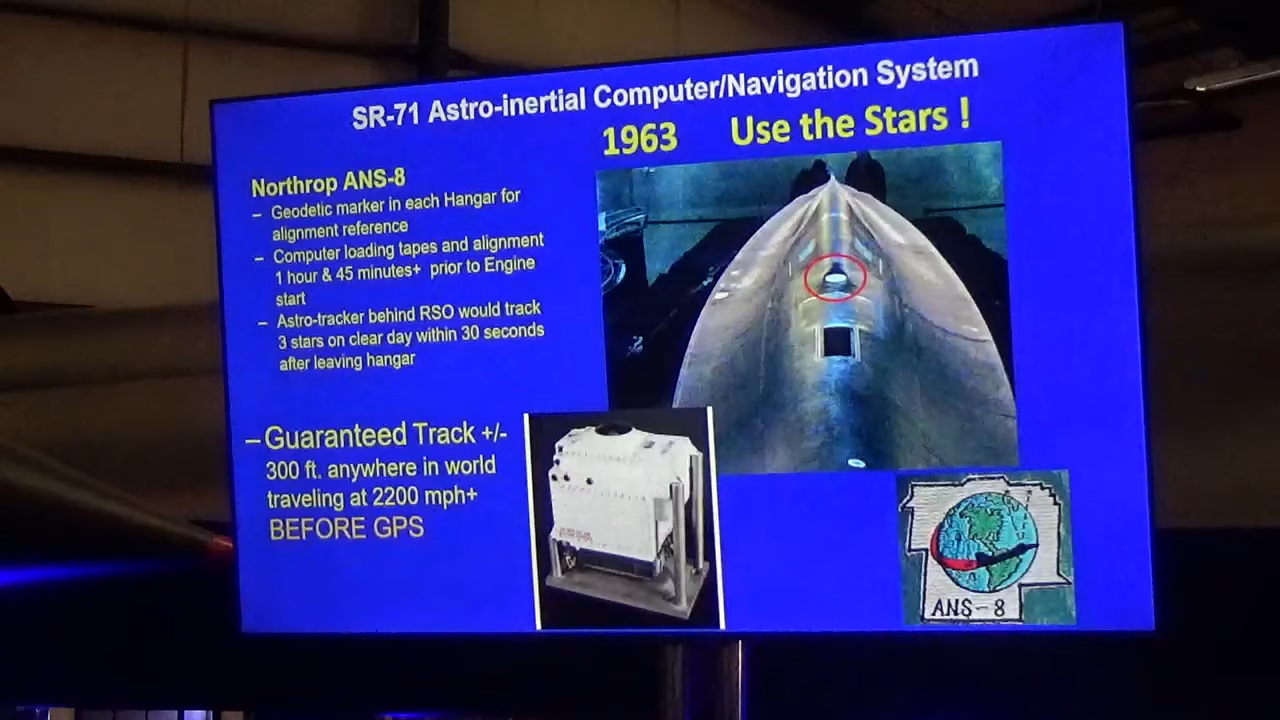 SR-71 Astro-inertial Computer/Navigation System
1963 Use the Stars !
Northrop ANS-8
– Geodetic marker in each Hangar for
alignment reference
– Computer loading tapes and alignment
1 hour & 45 minutes+ prior to Engine
start
– Astro-tracker behind RSO would track
3 stars on clear day within 30 seconds
after leaving hangar
–Guaranteed Track +/-
300 ft. anywhere in world
traveling at 2200 mph+
BEFORE GPS
ANS-8